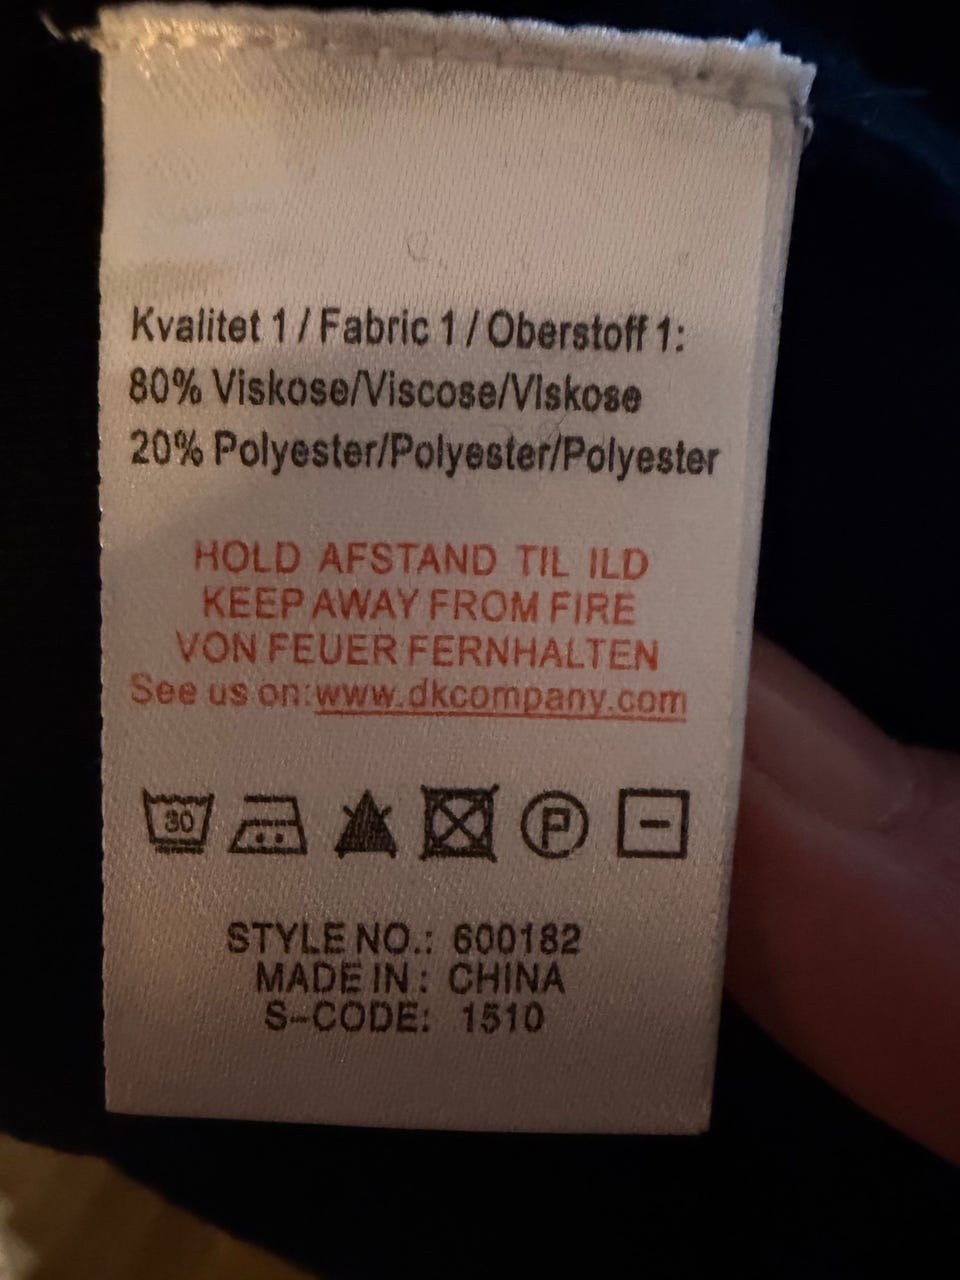 Kvalitet 1 / Fabric 1 / Oberstoff 1:
80% Viskose/Viscose/Viskose
20% Polyester/Polyester/Polyester
HOLD AFSTAND TIL ILD
KEEP AWAY FROM FIRE
VON FEUER FERNHALTEN
See us on:www.dkcompany.com
30 P
STYLE NO.: 600182
MADE IN : CHINA
S-CODE: 1510